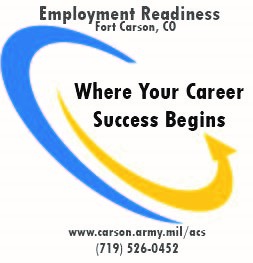 Employment Readiness
Fort Carson, CO
Where Your Career
Success Begins
www.carson.army.mil/acs
(719) 526-0452